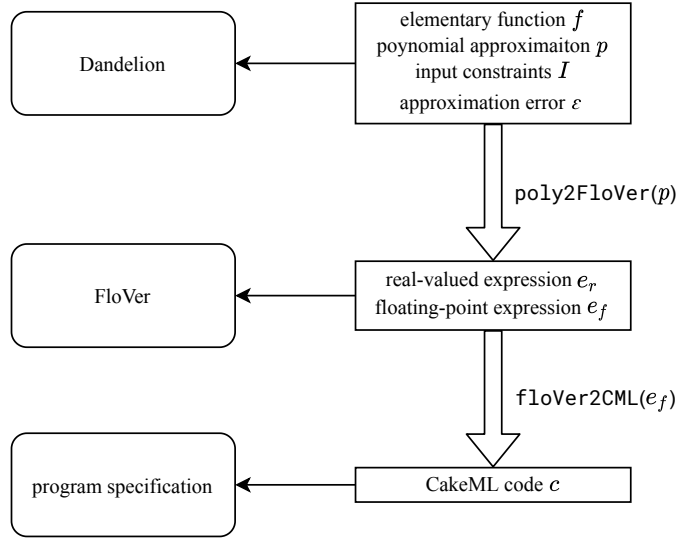 elementary function f
poynomial approximaiton p
input constraints I
approximation error ε
Dandelion
poly2FloVer(p)
real-valued expression e_r
floating-point expression e_f
FloVer
floVer2CML(e_f)
program specification
CakeML code c